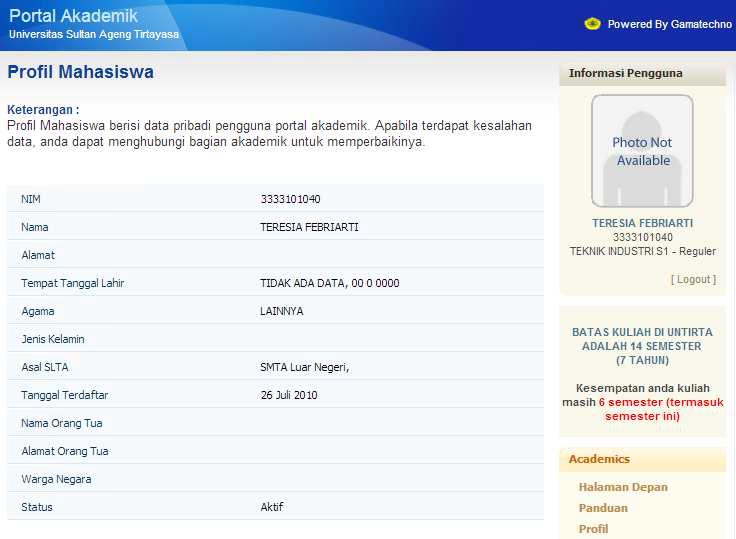 Portal Akademik
Universitas Sultan Ageng Tirtayasa
Powered By Gamatechno
Profil Mahasiswa
Keterangan :
Profil Mahasiswa berisi data pribadi pengguna portal akademik. Apabila terdapat kesalahan
data, anda dapat menghubungi bagian akademik untuk memperbaikinya.
NIM 3333101040
Nama TERESIA FEBRIARTI
Alamat
Tempat Tanggal Lahir TIDAK ADA DATA, 00 0 0000
Agama LAINNYA
Jenis Kelamin
Asal SLTA SMTA Luar Negeri,
Tanggal Terdaftar 26 Juli 2010
Nama Orang Tua
Alamat Orang Tua
Warga Negara
Status Aktif
Informasi Pengguna
Photo Not
Available
TERESIA FEBRIARTI
3333101040
TEKNIK INDUSTRI S1 - Reguler
[ Logout ]
BATAS KULIAH DI UNTIRTA
ADALAH 14 SEMESTER
(7 TAHUN)
Kesempatan anda kuliah
masih 6 semester (termasuk
semester ini)
Academics
Halaman Depan
Panduan
Profil